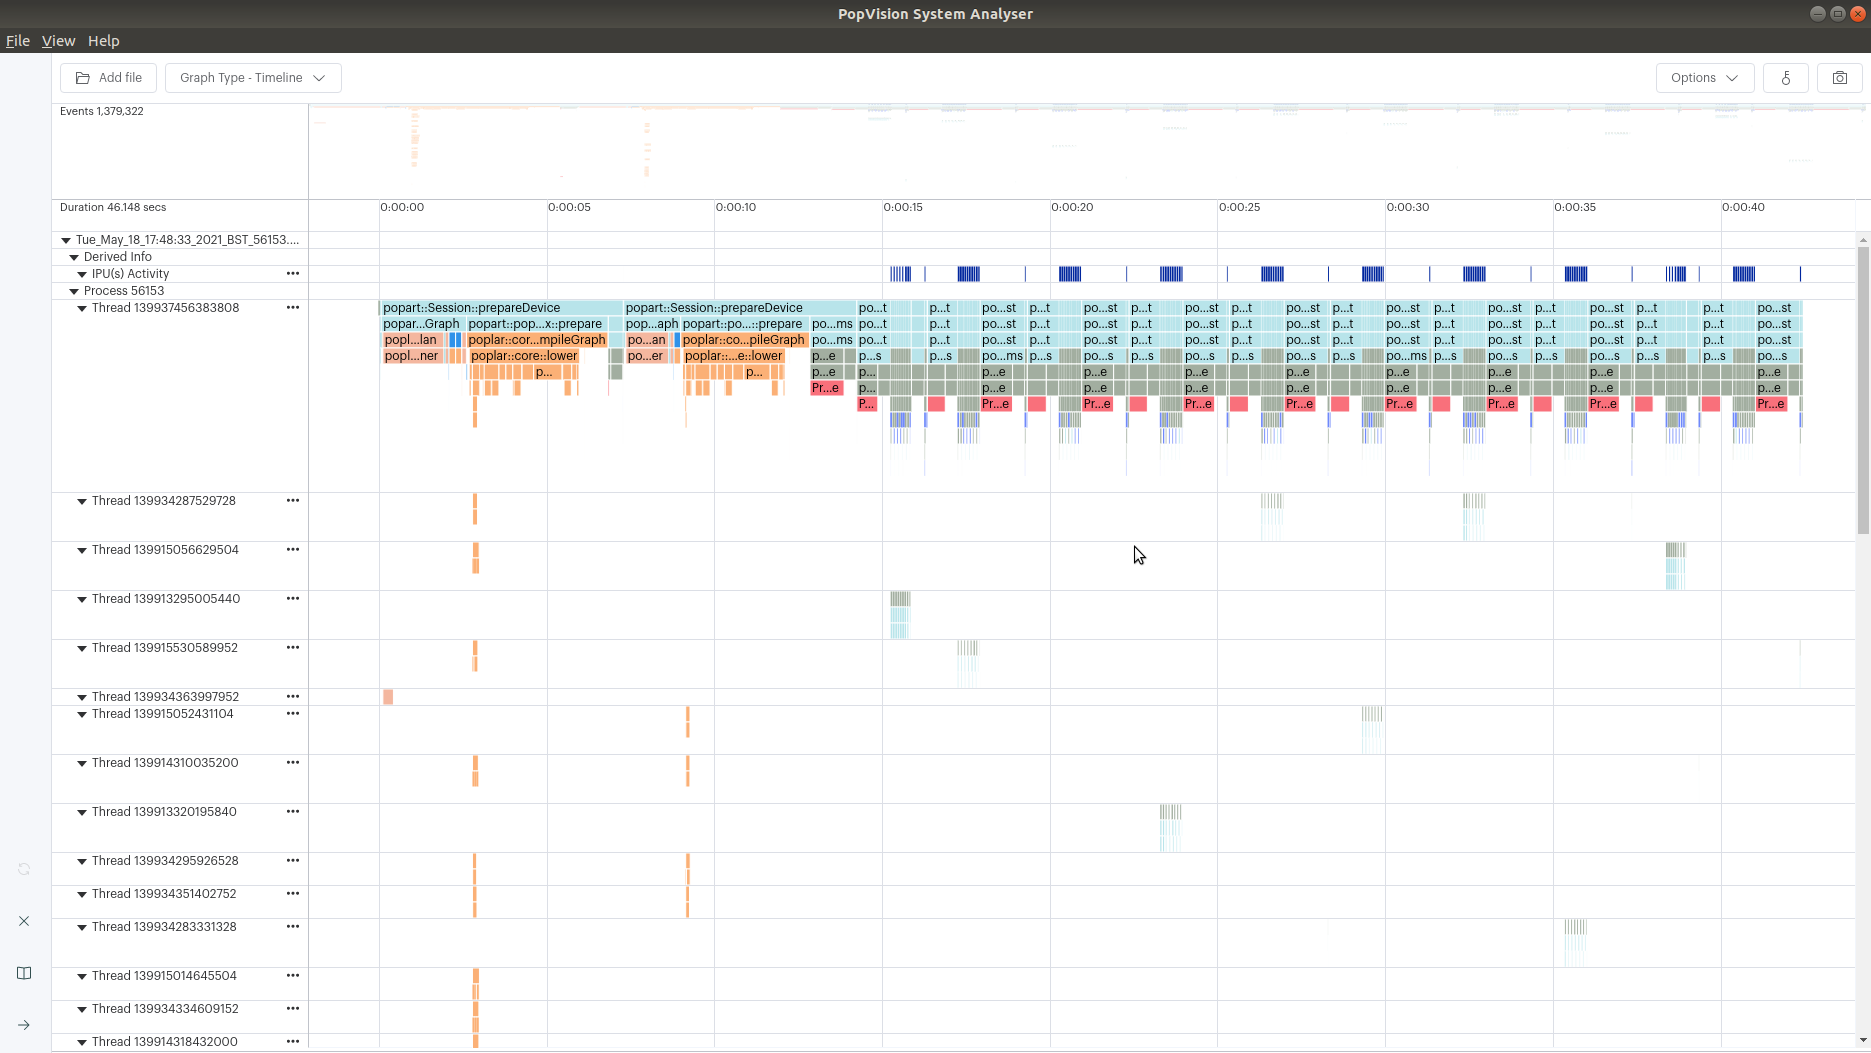 PopVision System Analyser
File View Help
Add file Graph Type - Timeline Options
Events 1,379,322
Duration 46.148 secs 0:00:00 0:00:05 0:00:10 0:00:15 0:00:20 0:00:25 0:00:30 0:00:35 0:00:40
Tue_May_18_17:48:33_2021_BST_56153....
Derived Info
IPU(s) Activity
Process 56153
Thread 139937456383808
popart::Session::prepareDevice popart::Session::prepareDevice po...t p...t po...st p...t po...st p...t po...st p...t po...st p...t po...st p...t po...st p...t po...st p...t p...t po...st
popar...Graph popart::pop...x::prepare pop...aph popart::po...::prepare po...ms po...t p...t po...st p...t po...st p...t po...st p...t po...st p...t po...st p...t po...st p...t po...st p...t p...t po...st
popl...lan poplar::cor...mpileGraph po...an poplar::co...pileGraph po...ms po...t p...t po...st p...t po...st p...t po...st p...t po...st p...t po...st p...t po...st p...t po...st p...t p...t po...st
popl...ner poplar::core::lower po...er poplar::...e::lower p...e p...s p...s po...ms p...s po...s p...s po...s p...s po...s p...s po...ms p...s po...s p...s po...s p...s p...s po...s
p... p... p...e p... p...e p...e p...e p...e p...e p...e p...e p...e
Pr...e p... p...e p...e p...e p...e p...e p...e p...e p...e
P... Pr...e Pr...e Pr...e Pr...e Pr...e Pr...e Pr...e Pr...e
Thread 139934287529728
Thread 139915056629504
Thread 139913295005440
Thread 139915530589952
Thread 139934363997952
Thread 139915052431104
Thread 139914310035200
Thread 139913320195840
Thread 139934295926528
Thread 139934351402752
Thread 139934283331328
Thread 139915014645504
Thread 139934334609152
Thread 139914318432000